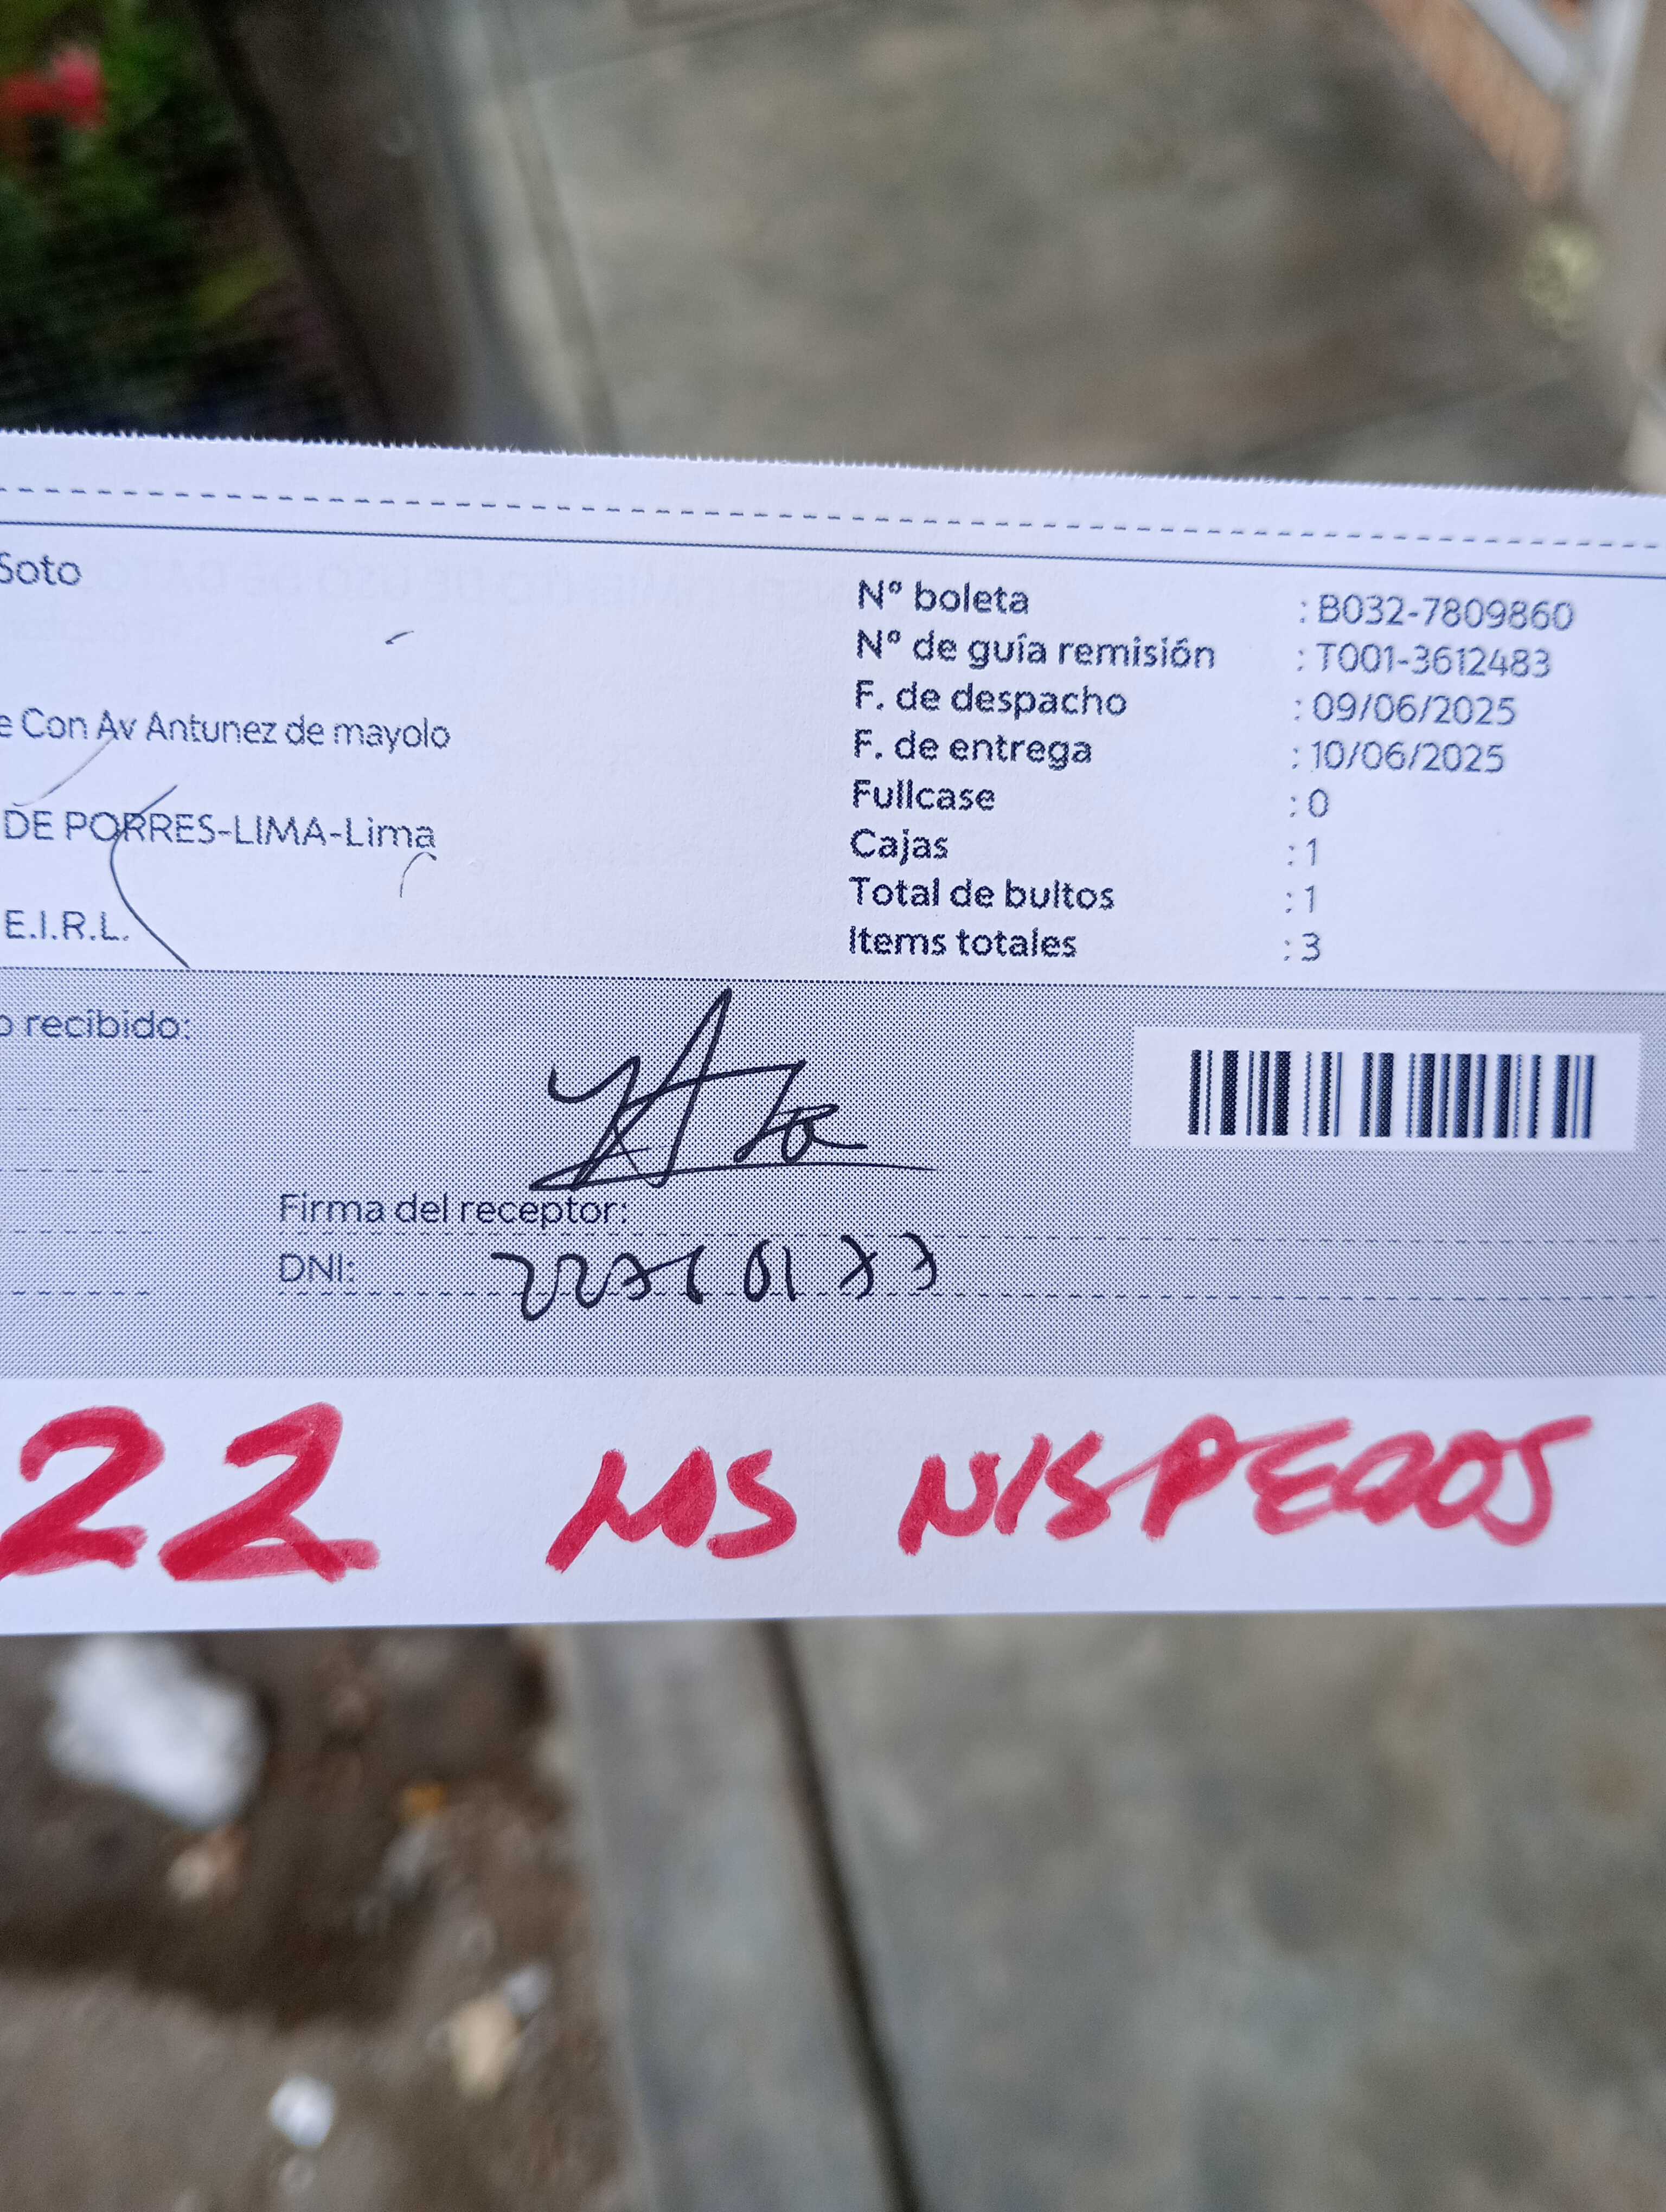 Soto
Nº boleta : B032-7809860
Nº de guía remisión : T001-3612483
e Con Av Antunez de mayolo
F. de despacho : 09/06/2025
F. de entrega : 10/06/2025
Fullcase : 0
DE PORRES-LIMA-Lima
Cajas : 1
E.I.R.L.
Total de bultos : 1
Items totales : 3
o recibido:
Firma del receptor:
DNI:
22 LOS NISPEROS